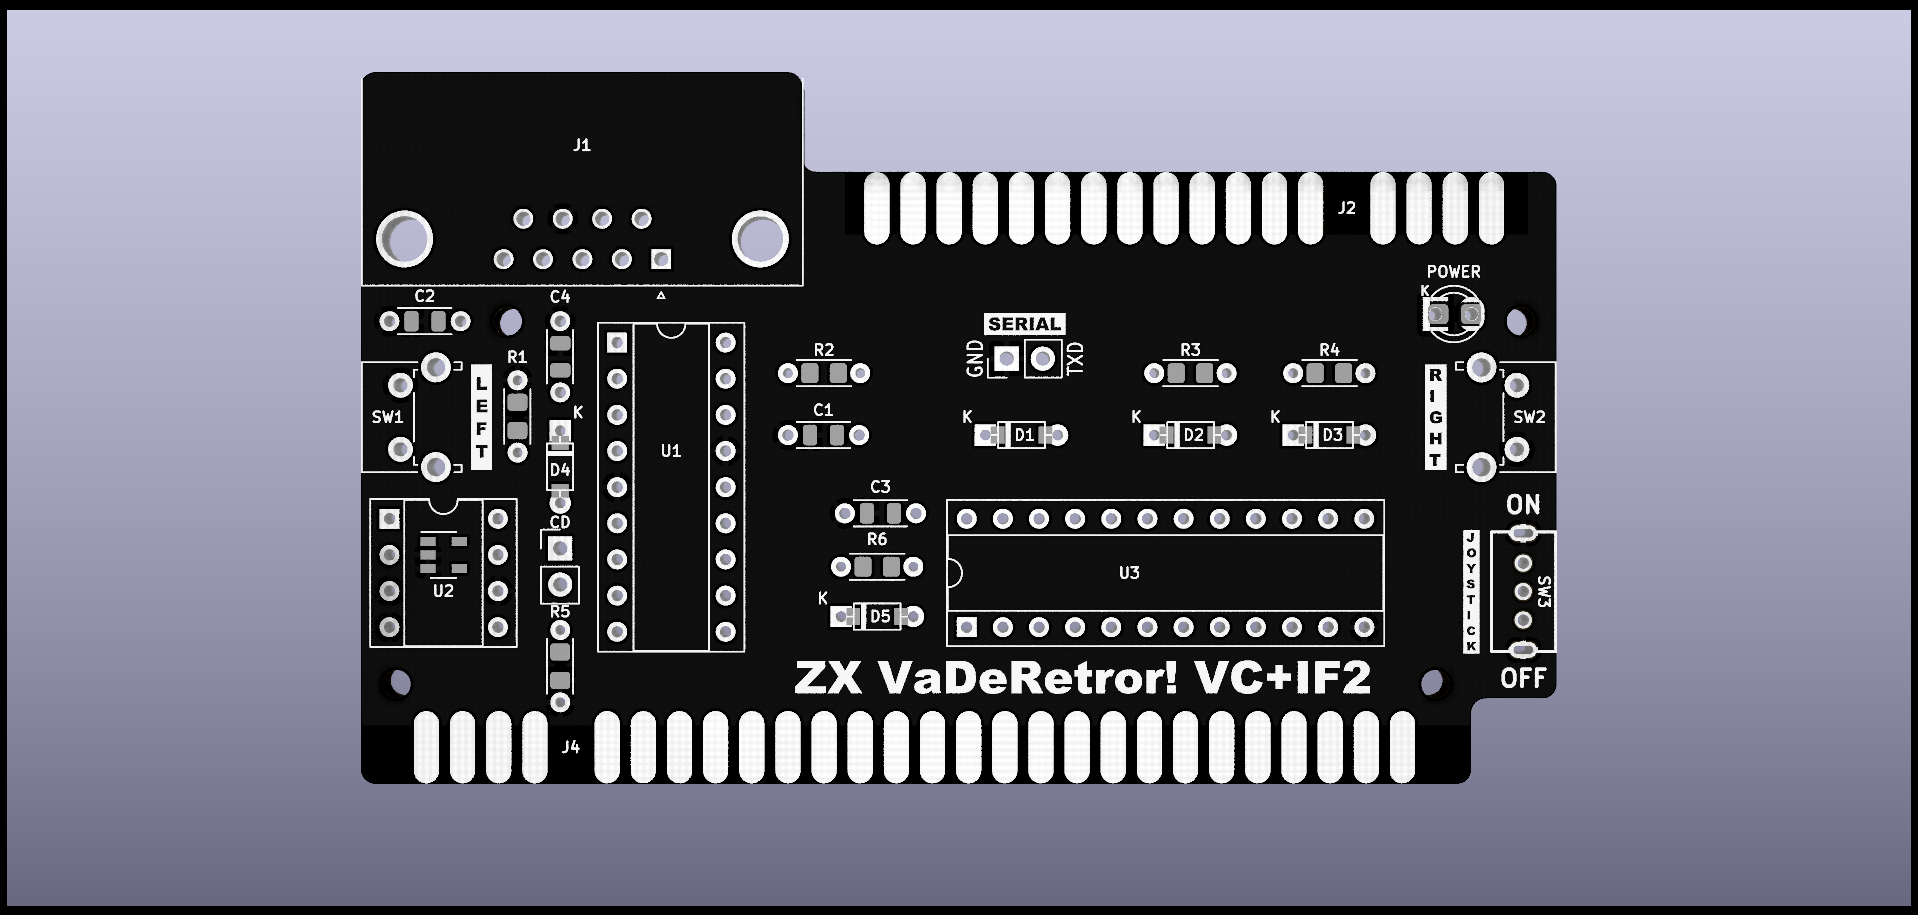 J1
J2
POWER
K
C2
C4
SERIAL
GND
TXD
R1
R2
R3
R4
LEFT
RIGHT
K
SW1
SW2
C1
K
D1
K
D2
K
D3
U1
D4
C3
ON
CD
R6
JOYSTICK
U2
U3
SW3
K
D5
R5
ZX VaDeRetror! VC+IF2
OFF
J4